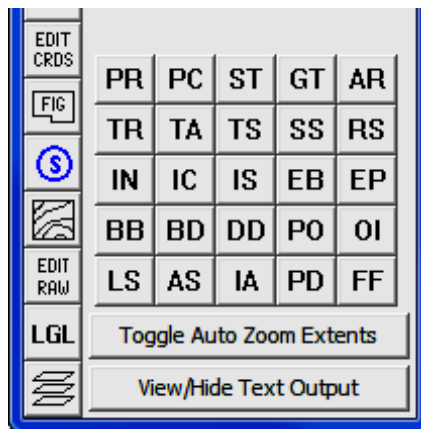 EDIT
CRDS
FIG
S
EDIT
RAW
LGL
PR PC ST GT AR
TR TA TS SS RS
IN IC IS EB EP
BB BD DD PO OI
LS AS IA PD FF
Toggle Auto Zoom Extents
View/Hide Text Output